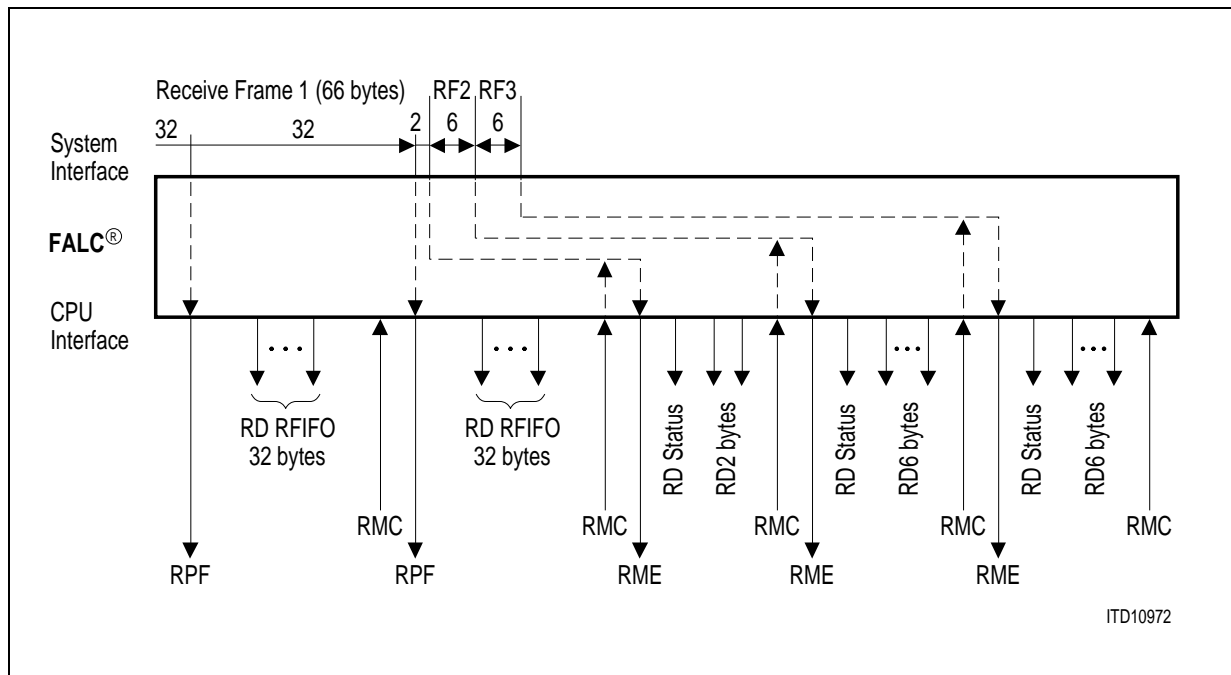 Receive Frame 1 (66 bytes) RF2 RF3
32 32 2 6 6
System
Interface
FALC®
CPU
Interface
RD RFIFO
32 bytes
RD RFIFO
32 bytes
RD Status
RD2 bytes
RD Status
RD6 bytes
RD Status
RD6 bytes
RMC RMC RMC RMC RMC
RPF RPF RME RME RME
ITD10972